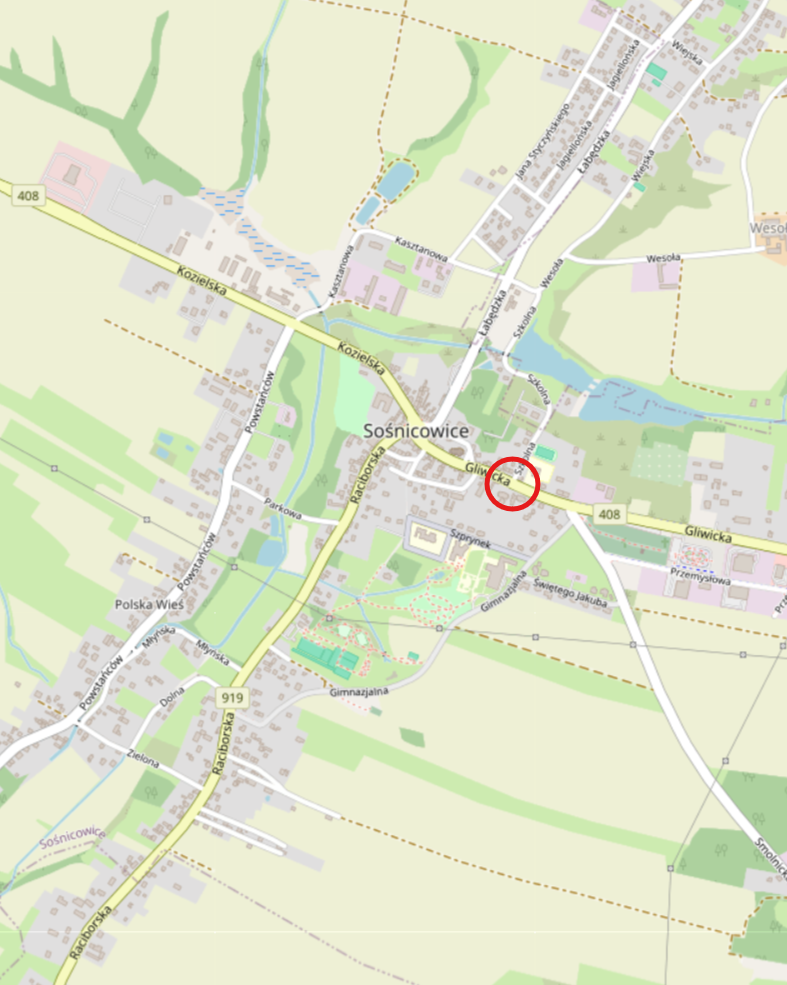 Wiejska
Jagiellońska
Jana Styczyńskiego
Jagiellońska
Łabędzka
Wiejska
408
Kasztanowa
Wesoła
Kasztanowa
Wesoła
Kozielska
Łabędzka
Szkolna
Kozielska
Szkolna
Powstańców
Sośnicowice
Szkolna
Raciborska
Gliwicka
Parkowa
408
Gliwicka
Szprynek
Powstańców
Przemysłowa
Gimnazjalna
Świętego Jakuba
Polska Wieś
Młyńska
Młyńska
Powstańców
Dolna
919
Gimnazjalna
Raciborska
Zielona
Sośnicowice
Raciborska